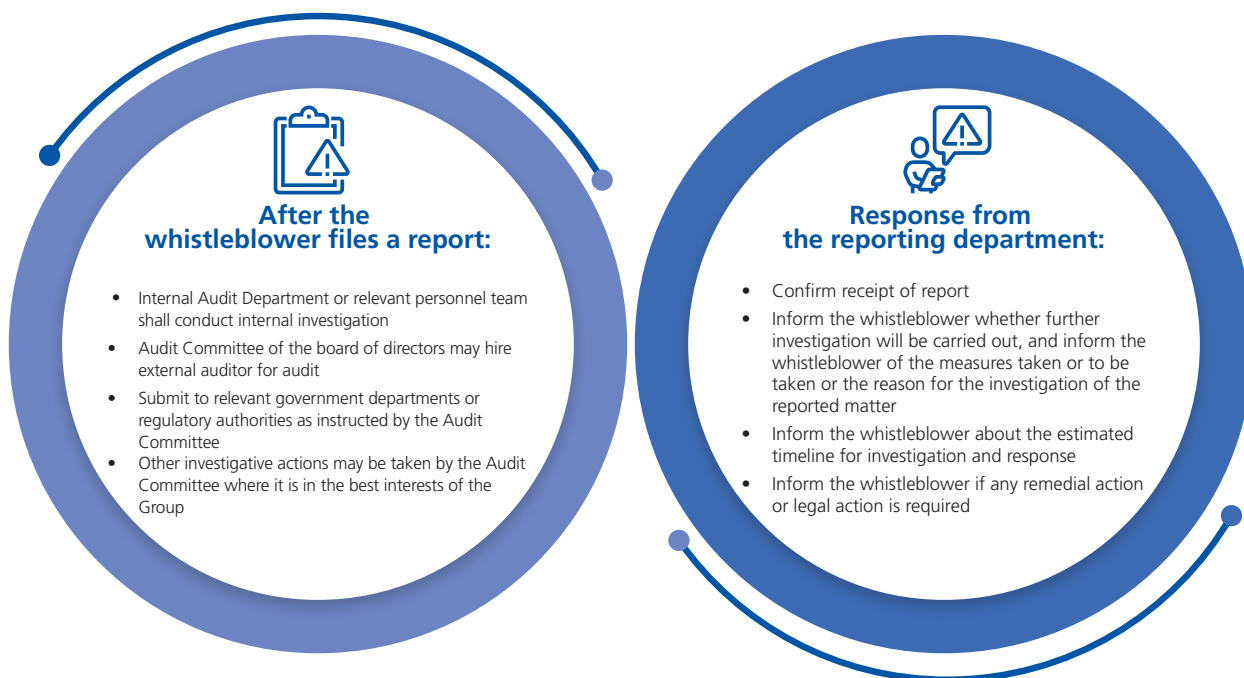 After the
whistleblower files a report:
• Internal Audit Department or relevant personnel team
shall conduct internal investigation
• Audit Committee of the board of directors may hire
external auditor for audit
• Submit to relevant government departments or
regulatory authorities as instructed by the Audit
Committee
• Other investigative actions may be taken by the Audit
Committee where it is in the best interests of the
Group
Response from
the reporting department:
• Confirm receipt of report
• Inform the whistleblower whether further
investigation will be carried out, and inform the
whistleblower of the measures taken or to be
taken or the reason for the investigation of the
reported matter
• Inform the whistleblower about the estimated
timeline for investigation and response
• Inform the whistleblower if any remedial action
or legal action is required